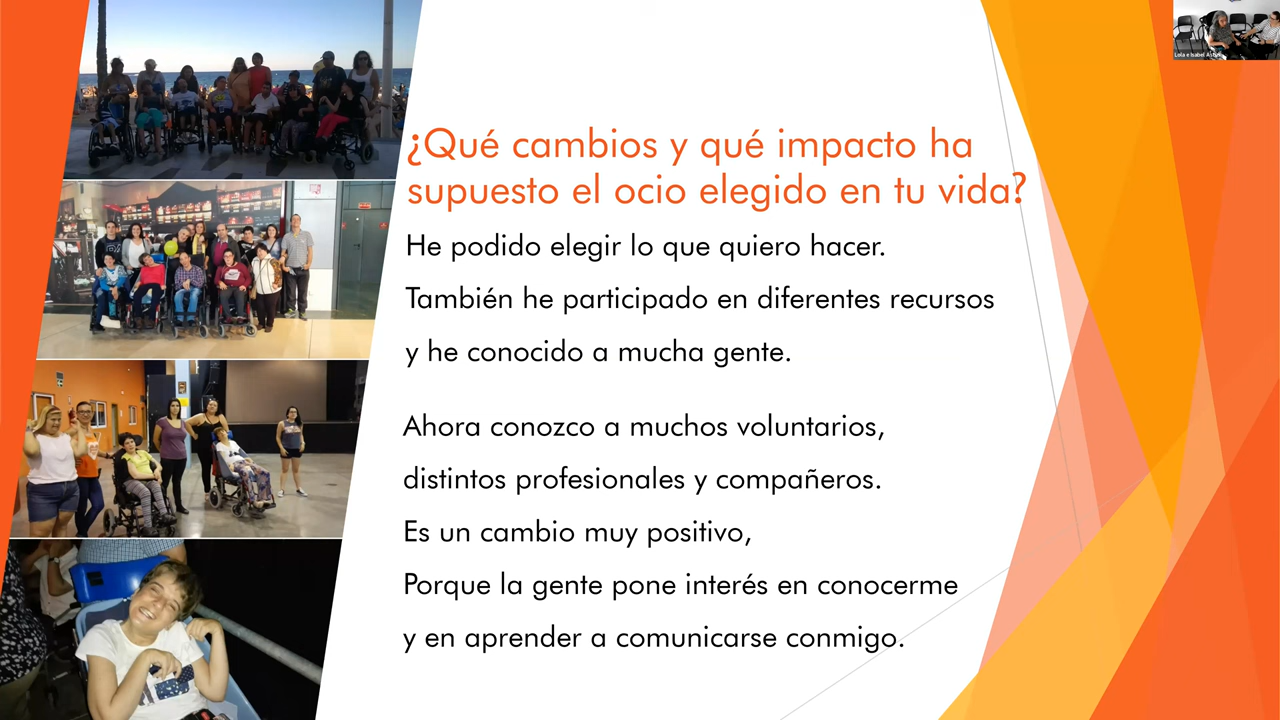 ¿Qué cambios y qué impacto ha
supuesto el ocio elegido en tu vida?
He podido elegir lo que quiero hacer.
También he participado en diferentes recursos
y he conocido a mucha gente.
Ahora conozco a muchos voluntarios,
distintos profesionales y compañeros.
Es un cambio muy positivo,
Porque la gente pone interés en conocerme
y en aprender a comunicarse conmigo.
Lola e Isabel